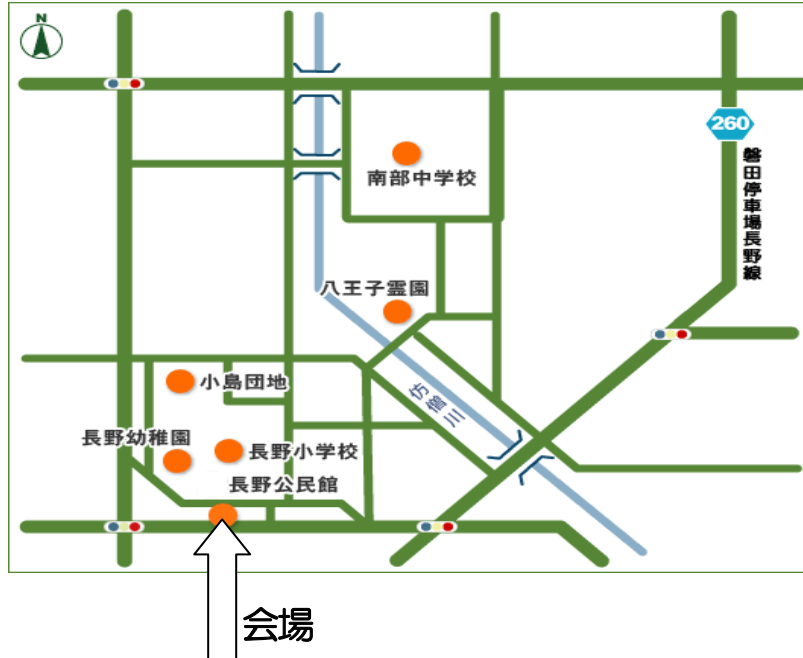 N
260
磐田停車場長野線
南部中学校
八王子霊園
仿僧川
小島団地
長野幼稚園
長野小学校
長野公民館
会場